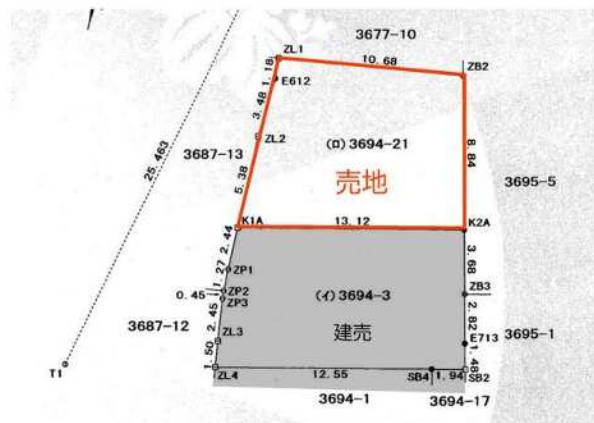 3677-10
ZL1
10.68
ZB2
1.18
E612
3.48
ZL2
(ロ) 3694-21
8.84
25.463
3687-13
売地
3695-5
5.38
K1A
13.12
K2A
2.44
3.68
ZP1
1.27
ZP2
(イ) 3694-3
ZB3
0.45
ZP3
2.45
2.82
3687-12
建売
E713
3695-1
ZL3
1.50
1.48
T1
ZL4
12.55
SB4
1.94
SB2
3694-1
3694-17